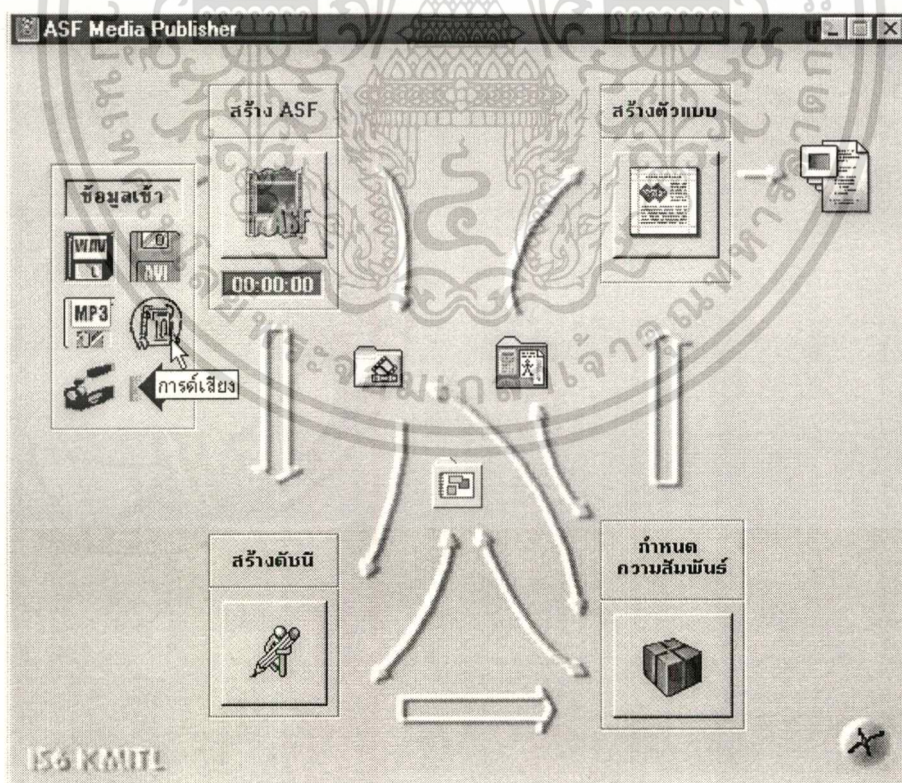 ASF Media Publisher
สร้าง ASF
สร้างตัวแบบ
ข้อมูลเข้า
WAV
AVI
ASF
00:00:00
MP3
การด์เสียง
สร้างดัชนี
กำหนด
ความสัมพันธ์
ISG KMITL